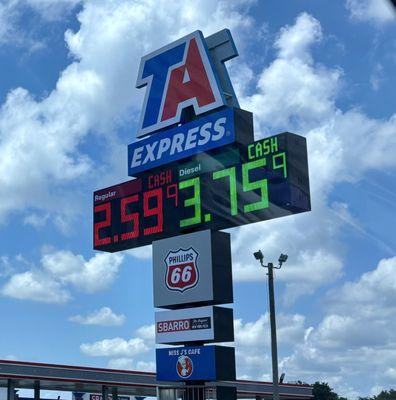 TA
EXPRESS
Regular CASH
2.59 9
Diesel CASH
3.75 9
PHILLIPS
66
SBARRO
MISS J'S CAFE